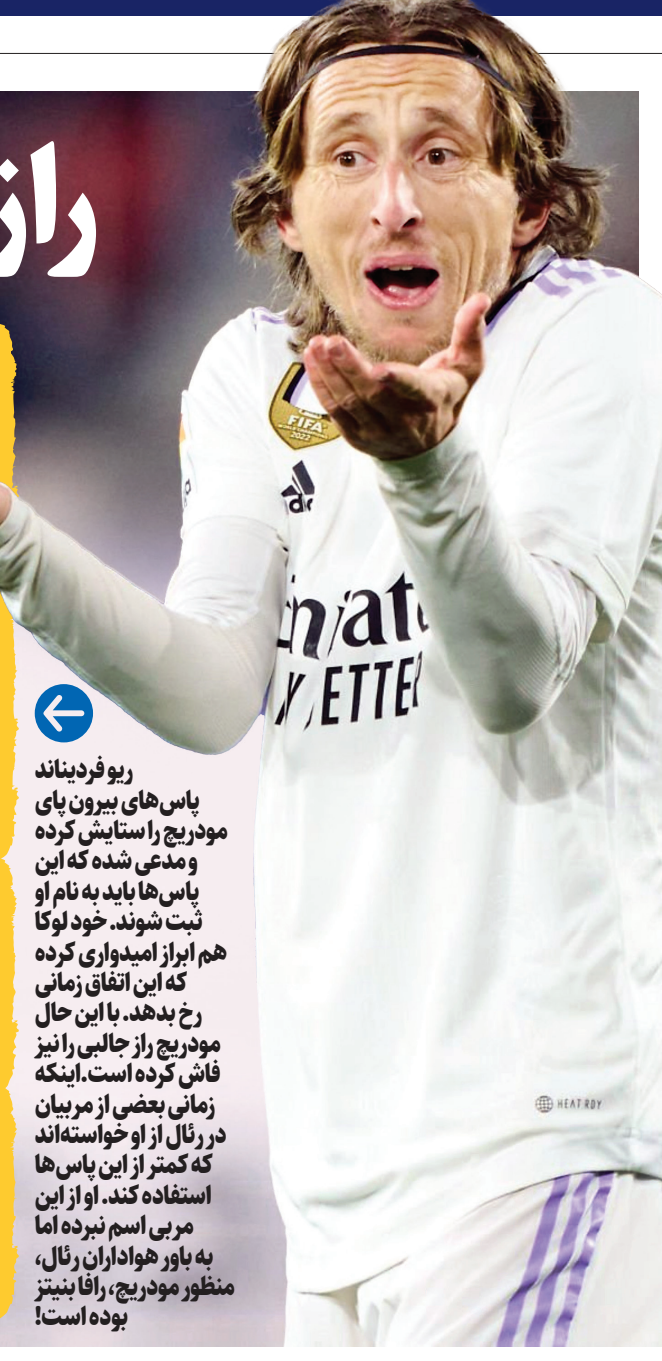 راز
FIFA
WORLD CHAMPIONS
2022
HEAT.RDY
ریو فردیناند
پاس‌های بیرون پای
مودریچ را ستایش کرده
و مدعی شده که این
پاس‌ها باید به نام او
ثبت شوند. خود لوکا
هم ابراز امیدواری کرده
که این اتفاق زمانی
رخ بدهد. با این حال
مودریچ راز جالبی را نیز
فاش کرده است.اینکه
زمانی بعضی از مربیان
در رئال از او خواسته‌اند
که کمتر از این پاس‌ها
استفاده کند. او از این
مربی اسم نبرده اما
به باور هواداران رئال،
منظور مودریچ، رافا بنیتز
بوده است!